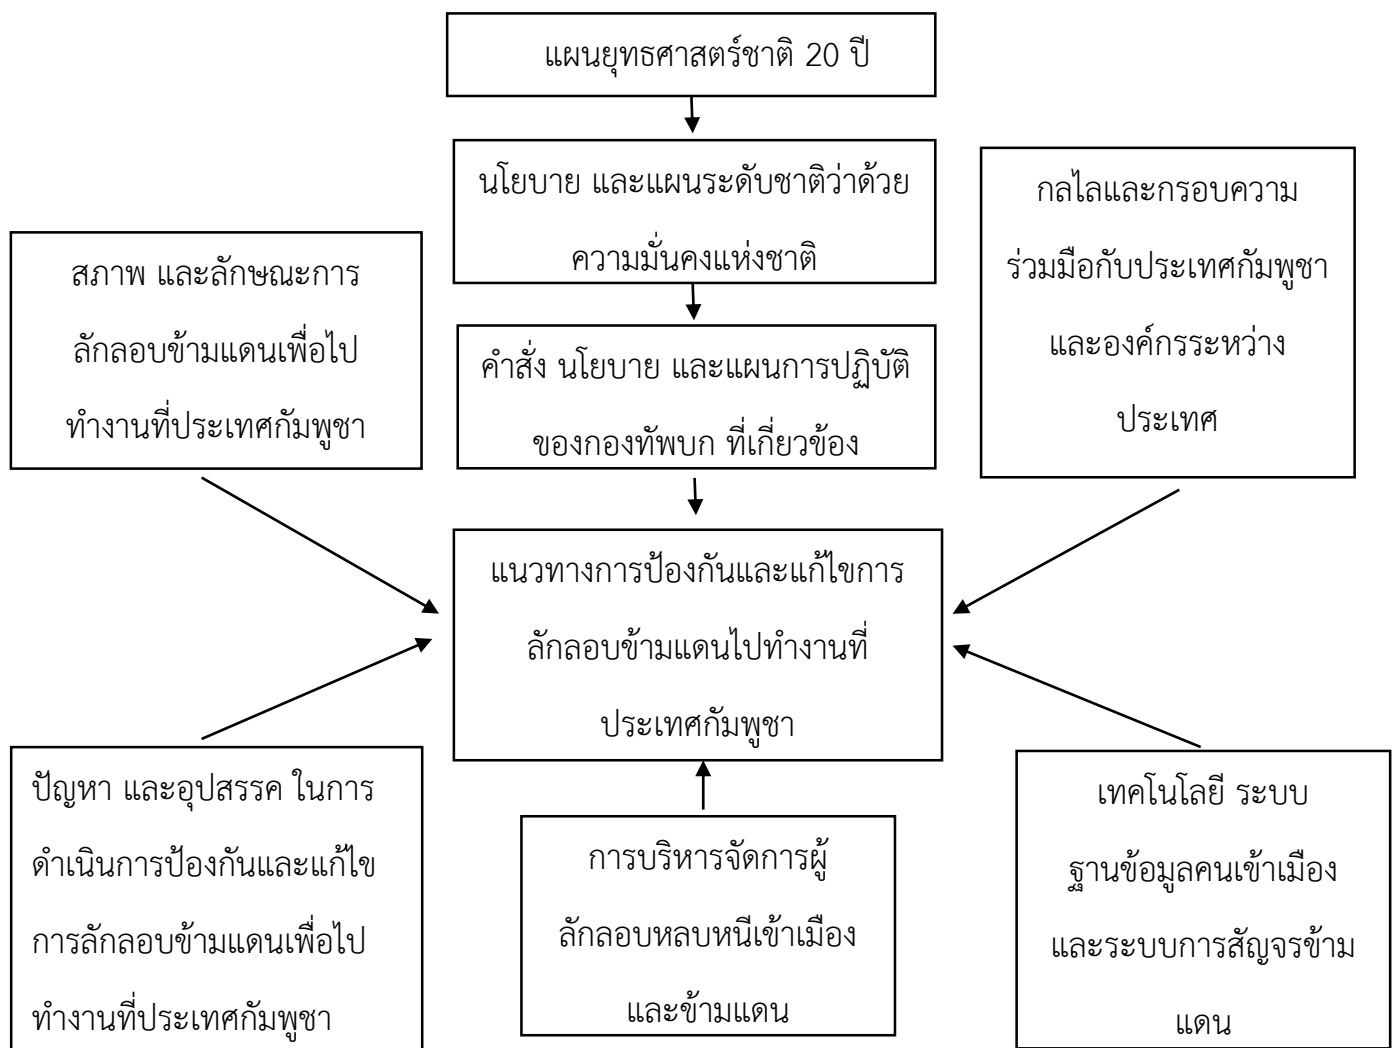 แผนยุทธศาสตร์ชาติ 20 ปี
นโยบาย และแผนระดับชาติว่าด้วย
ความมั่นคงแห่งชาติ
กลไลและกรอบความ
ร่วมมือกับประเทศกัมพูชา
และองค์กรระหว่าง
ประเทศ
สภาพ และลักษณะการ
ลักลอบข้ามแดนเพื่อไป
ทำงานที่ประเทศกัมพูชา
คำสั่ง นโยบาย และแผนการปฏิบัติ
ของกองทัพบก ที่เกี่ยวข้อง
แนวทางการป้องกันและแก้ไขการ
ลักลอบข้ามแดนไปทำงานที่
ประเทศกัมพูชา
ปัญหา และอุปสรรค ในการ
ดำเนินการป้องกันและแก้ไข
การลักลอบข้ามแดนเพื่อไป
ทำงานที่ประเทศกัมพูชา
การบริหารจัดการผู้
ลักลอบหลบหนีเข้าเมือง
และข้ามแดน
เทคโนโลยี ระบบ
ฐานข้อมูลคนเข้าเมือง
และระบบการสัญจรข้าม
แดน